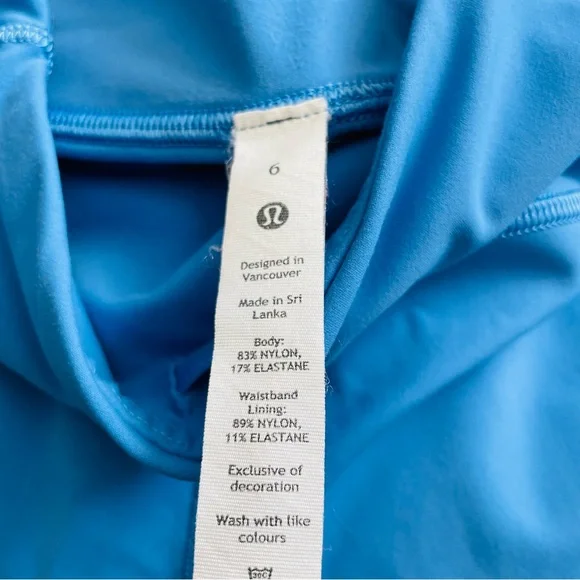 6
Designed in
Vancouver
Made in Sri
Lanka
Body:
83% NYLON,
17% ELASTANE
Waistband
Lining:
89% NYLON,
11% ELASTANE
Exclusive of
decoration
Wash with like
colours
30C